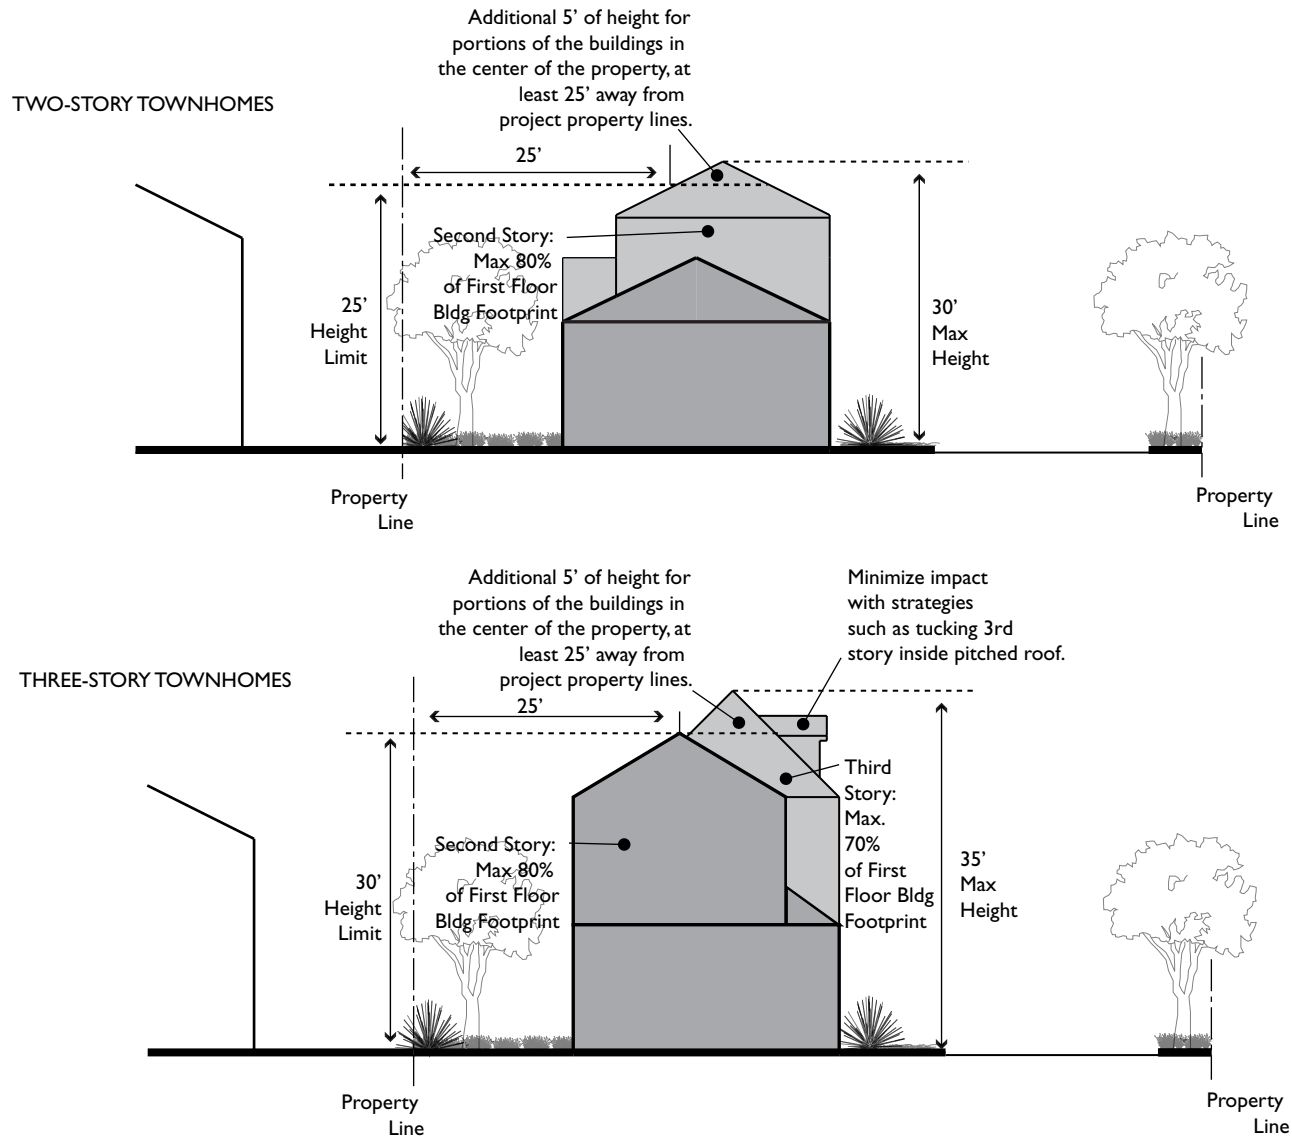 Additional 5’ of height for
portions of the buildings in
the center of the property, at
least 25’ away from
project property lines.
TWO-STORY TOWNHOMES
25’
Second Story:
Max 80%
of First Floor
Bldg Footprint
25’
Height
Limit
30’
Max
Height
Property
Line
Property
Line
Additional 5’ of height for
portions of the buildings in
the center of the property, at
least 25’ away from
project property lines.
Minimize impact
with strategies
such as tucking 3rd
story inside pitched roof.
THREE-STORY TOWNHOMES
25’
Third
Story:
Max.
70%
of First
Floor Bldg
Footprint
Second Story:
Max 80%
of First Floor
Bldg Footprint
30’
Height
Limit
35’
Max
Height
Property
Line
Property
Line